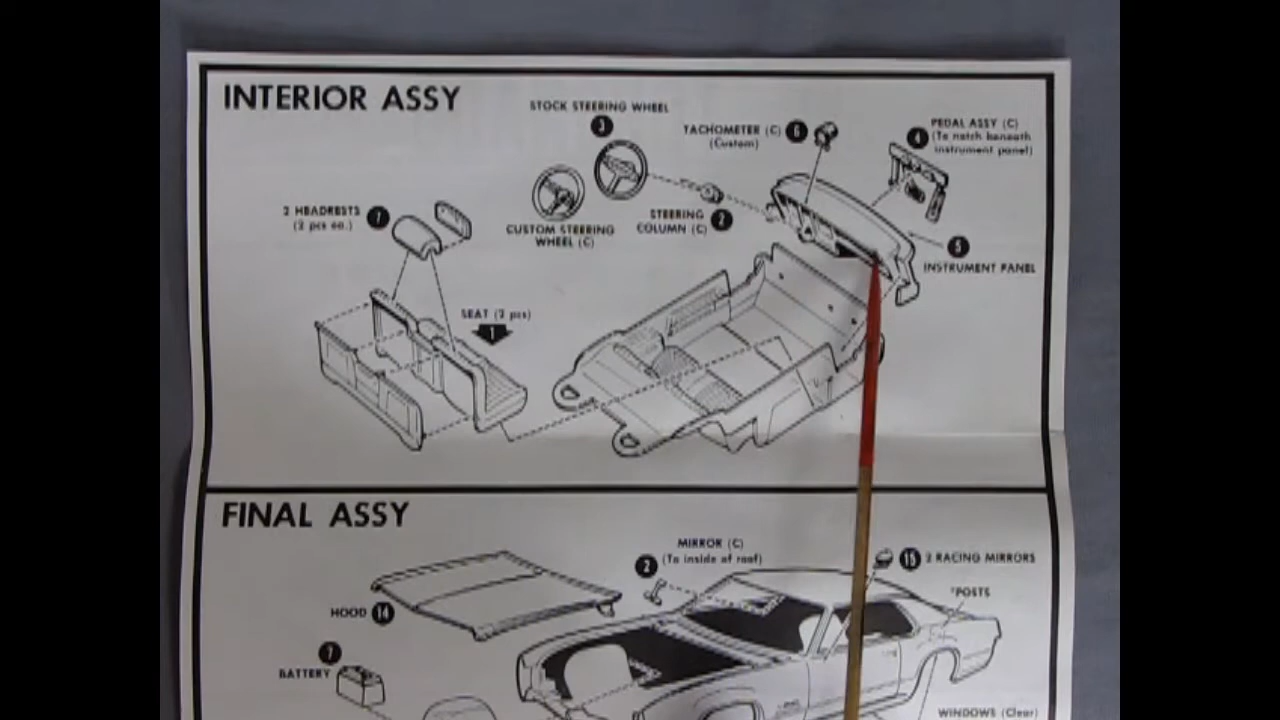 INTERIOR ASSY
STOCK STEERING WHEEL
3
TACHOMETER (C)
(Custom)
6
4
PEDAL ASSY (C)
(To notch beneath
instrument panel)
2 HEADRESTS
(2 pcs ea.)
7
CUSTOM STEERING
WHEEL (C)
STEERING
COLUMN (C)
2
5
INSTRUMENT PANEL
SEAT (2 pcs)
1
FINAL ASSY
MIRROR (C)
(To inside of roof)
2
15 2 RACING MIRRORS
*POSTS
HOOD 14
7
BATTERY
WINDOWS (Clear)